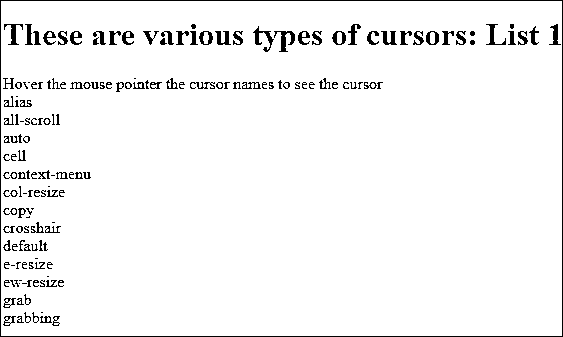 These are various types of cursors: List 1
Hover the mouse pointer the cursor names to see the cursor
alias
all-scroll
auto
cell
context-menu
col-resize
copy
crosshair
default
e-resize
ew-resize
grab
grabbing